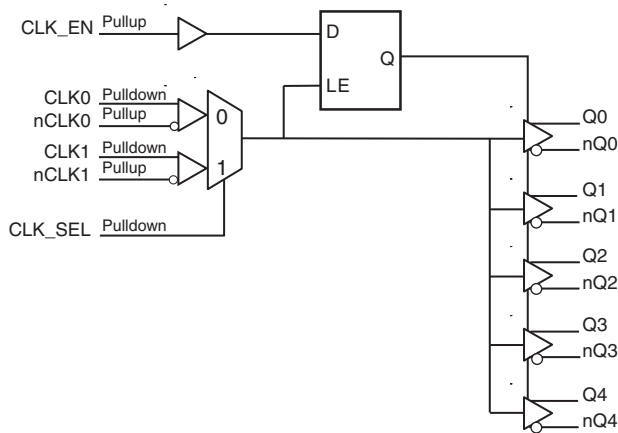 CLK_EN Pullup
D
Q
LE
CLK0 Pulldown
nCLK0 Pullup
0
CLK1 Pulldown
nCLK1 Pullup
1
CLK_SEL Pulldown
Q0
nQ0
Q1
nQ1
Q2
nQ2
Q3
nQ3
Q4
nQ4